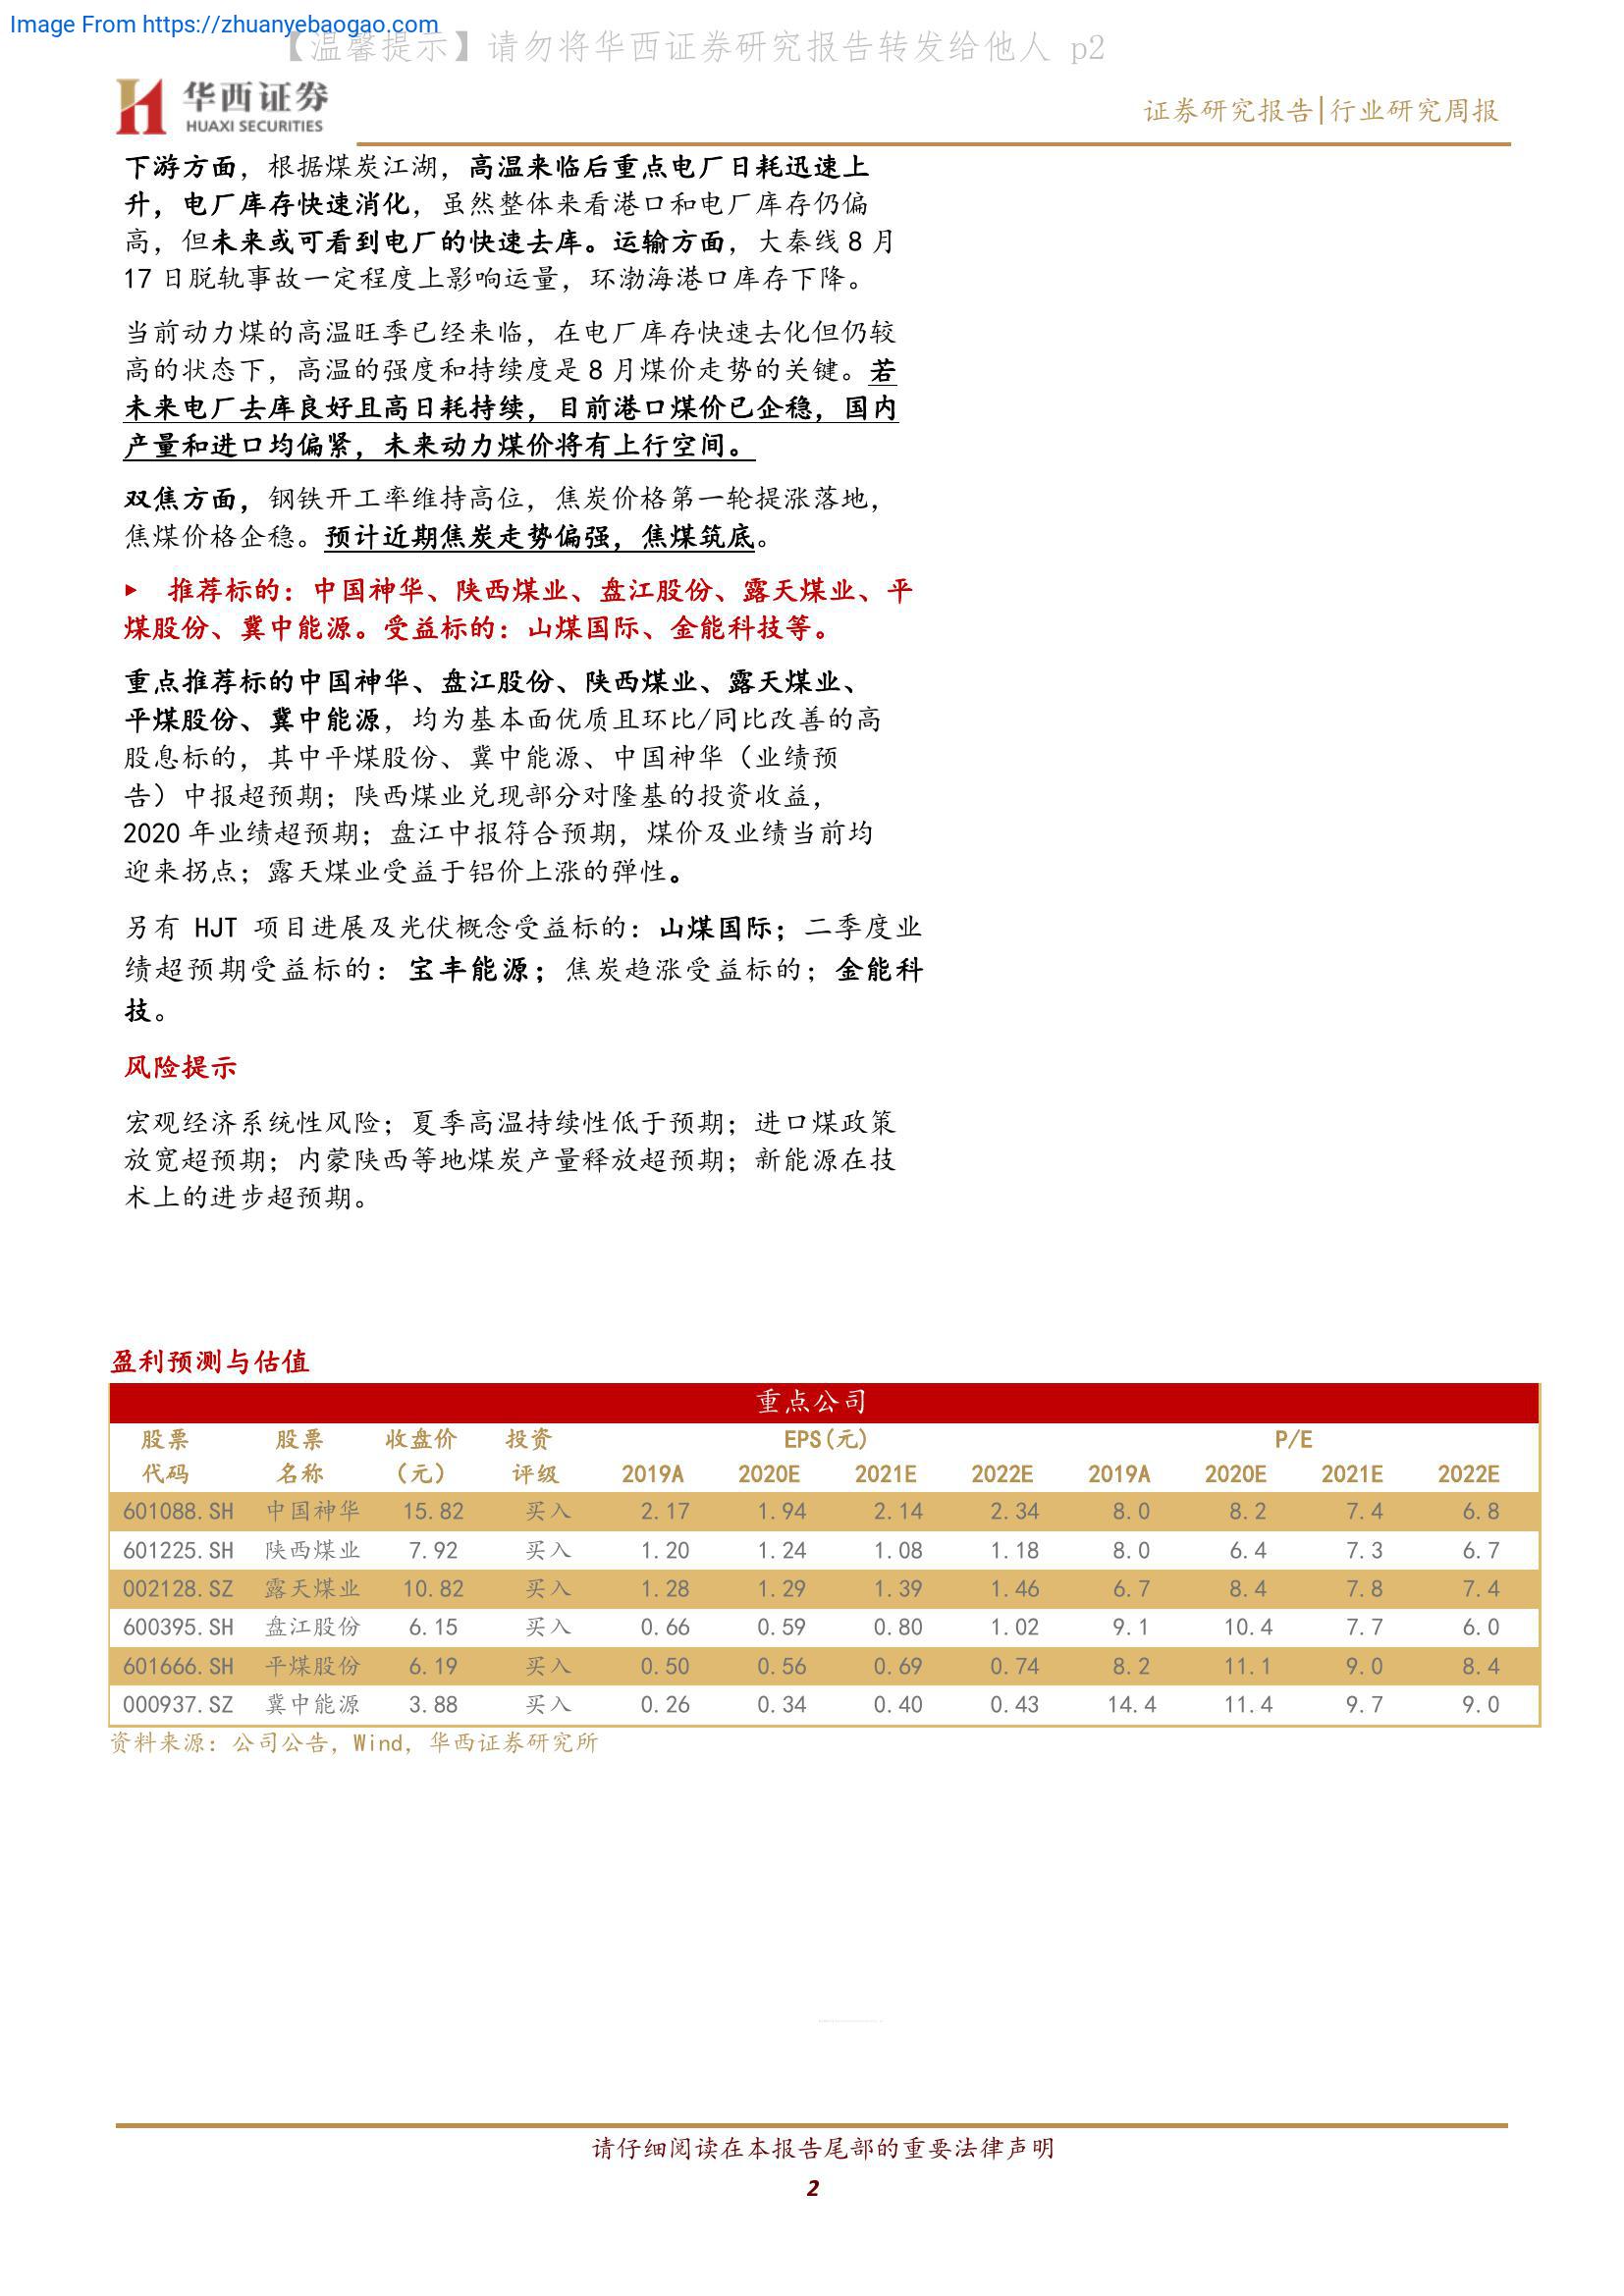 Image From https://zhuanyebaogao.com
【温馨提示】请勿将华西证券研究报告转发给他人 p2
华西证券
HUAXI SECURITIES
证券研究报告|行业研究周报
下游方面，根据煤炭江湖，高温来临后重点电厂日耗迅速上
升，电厂库存快速消化，虽然整体来看港口和电厂库存仍偏
高，但未来或可看到电厂的快速去库。运输方面，大秦线 8 月
17 日脱轨事故一定程度上影响运量，环渤海港口库存下降。
当前动力煤的高温旺季已经来临，在电厂库存快速去化但仍较
高的状态下，高温的强度和持续度是 8 月煤价走势的关键。若
未来电厂去库良好且高日耗持续，目前港口煤价已企稳，国内
产量和进口均偏紧，未来动力煤价将有上行空间。
双焦方面，钢铁开工率维持高位，焦炭价格第一轮提涨落地，
焦煤价格企稳。预计近期焦炭走势偏强，焦煤筑底。
▶ 推荐标的：中国神华、陕西煤业、盘江股份、露天煤业、平
煤股份、冀中能源。受益标的：山煤国际、金能科技等。
重点推荐标的中国神华、盘江股份、陕西煤业、露天煤业、
平煤股份、冀中能源，均为基本面优质且环比/同比改善的高
股息标的，其中平煤股份、冀中能源、中国神华（业绩预
告）中报超预期；陕西煤业兑现部分对隆基的投资收益，
2020 年业绩超预期；盘江中报符合预期，煤价及业绩当前均
迎来拐点；露天煤业受益于铝价上涨的弹性。
另有 HJT 项目进展及光伏概念受益标的：山煤国际；二季度业
绩超预期受益标的：宝丰能源；焦炭趋涨受益标的；金能科
技。
风险提示
宏观经济系统性风险；夏季高温持续性低于预期；进口煤政策
放宽超预期；内蒙陕西等地煤炭产量释放超预期；新能源在技
术上的进步超预期。
盈利预测与估值
重点公司
股票 股票 收盘价 投资 EPS(元) P/E
代码 名称 （元） 评级 2019A 2020E 2021E 2022E 2019A 2020E 2021E 2022E
601088.SH 中国神华 15.82 买入 2.17 1.94 2.14 2.34 8.0 8.2 7.4 6.8
601225.SH 陕西煤业 7.92 买入 1.20 1.24 1.08 1.18 8.0 6.4 7.3 6.7
002128.SZ 露天煤业 10.82 买入 1.28 1.29 1.39 1.46 6.7 8.4 7.8 7.4
600395.SH 盘江股份 6.15 买入 0.66 0.59 0.80 1.02 9.1 10.4 7.7 6.0
601666.SH 平煤股份 6.19 买入 0.50 0.56 0.69 0.74 8.2 11.1 9.0 8.4
000937.SZ 冀中能源 3.88 买入 0.26 0.34 0.40 0.43 14.4 11.4 9.7 9.0
资料来源：公司公告，Wind，华西证券研究所
请仔细阅读在本报告尾部的重要法律声明
2